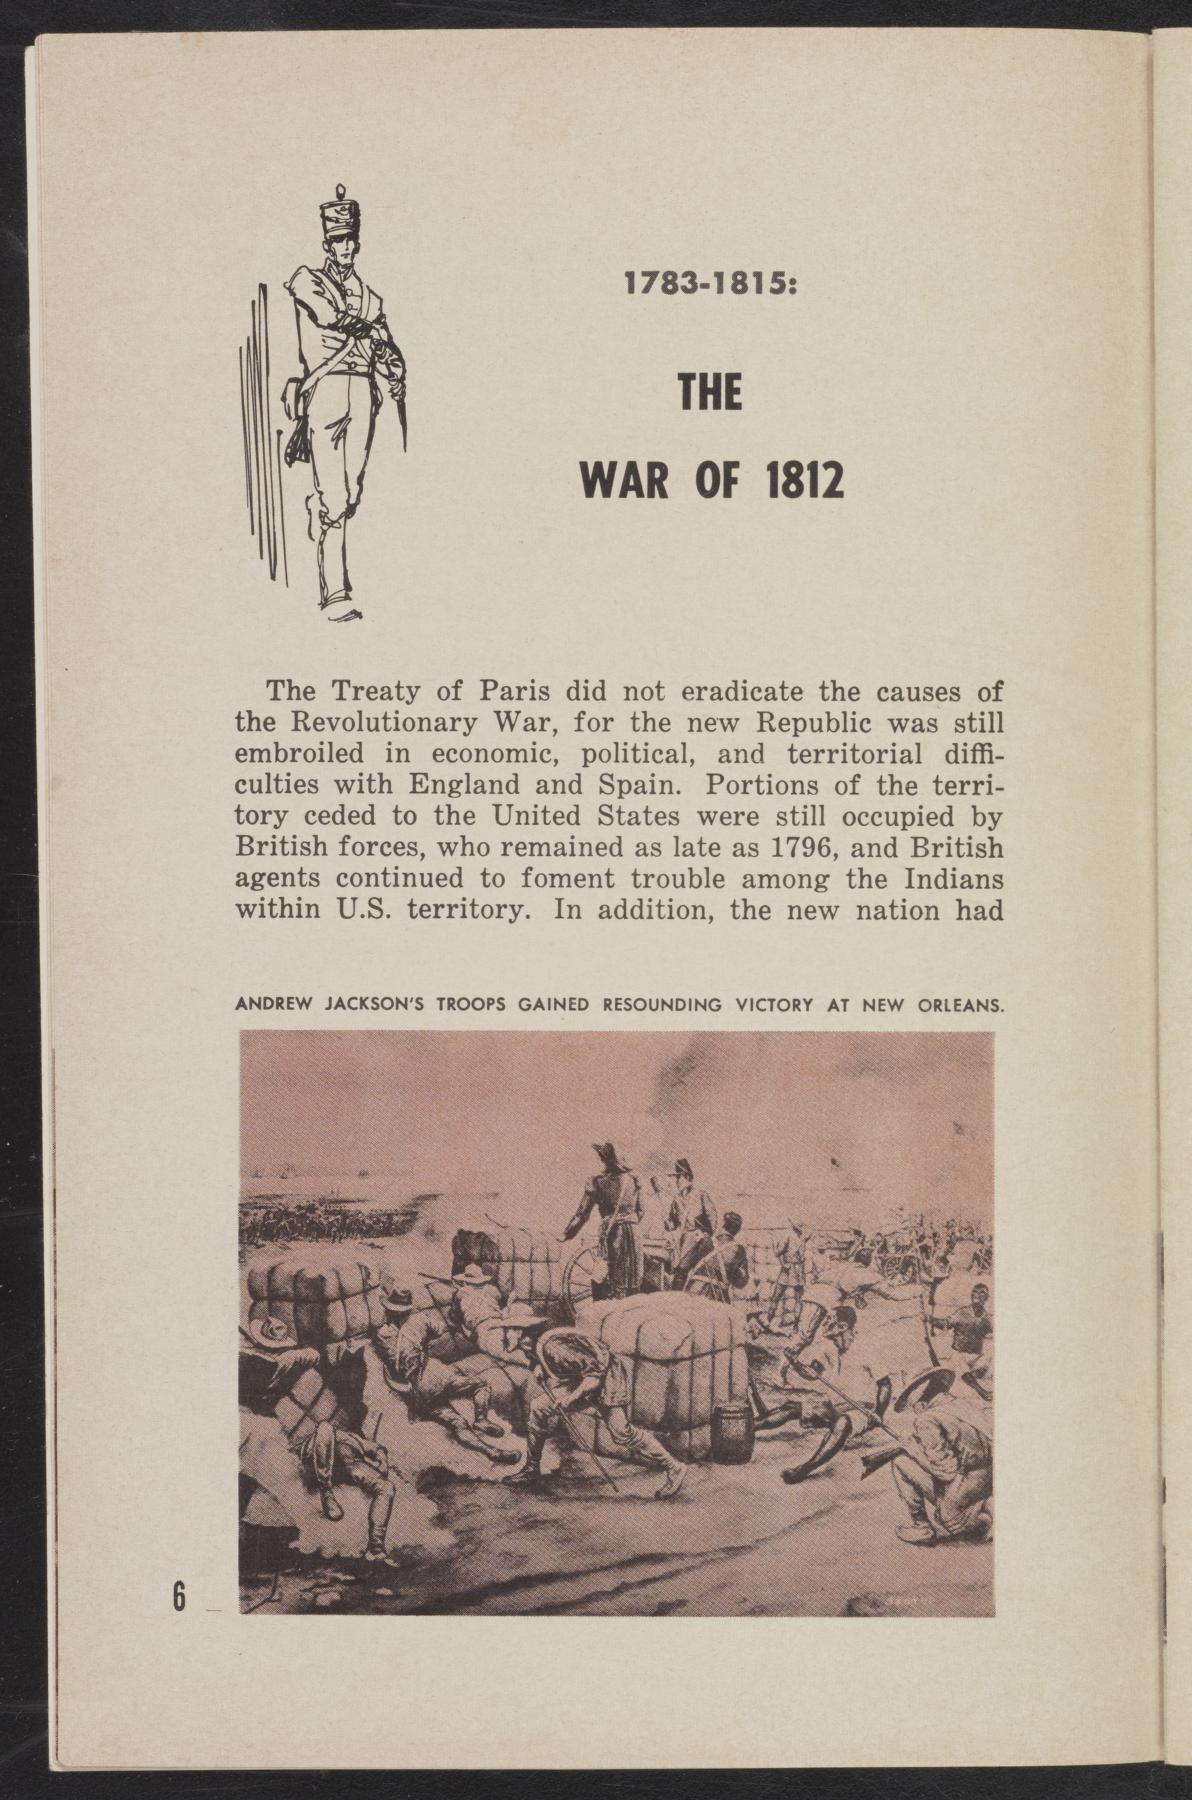 1783-1815:
THE
WAR OF 1812
The Treaty of Paris did not eradicate the causes of
the Revolutionary War, for the new Republic was still
embroiled in economic, political, and territorial diffi-
culties with England and Spain. Portions of the terri-
tory ceded to the United States were still occupied by
British forces, who remained as late as 1796, and British
agents continued to foment trouble among the Indians
within U.S. territory. In addition, the new nation had
ANDREW JACKSON'S TROOPS GAINED RESOUNDING VICTORY AT NEW ORLEANS.
6